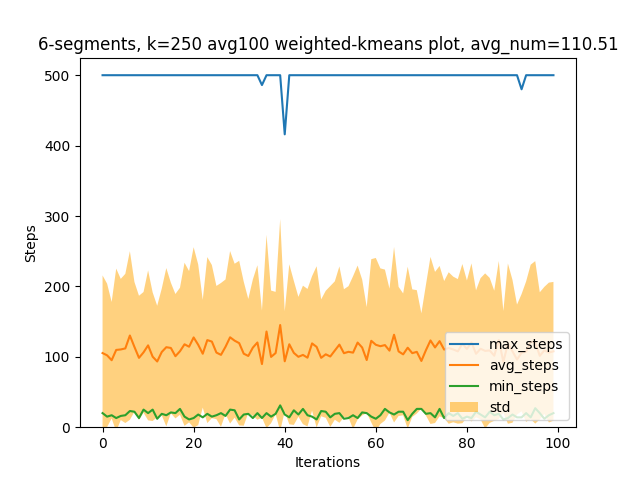 6-segments, k=250 avg100 weighted-kmeans plot, avg_num=110.51
500
400
300
200
100
0
Steps
0
20
40
60
80
100
Iterations
max_steps
avg_steps
min_steps
std